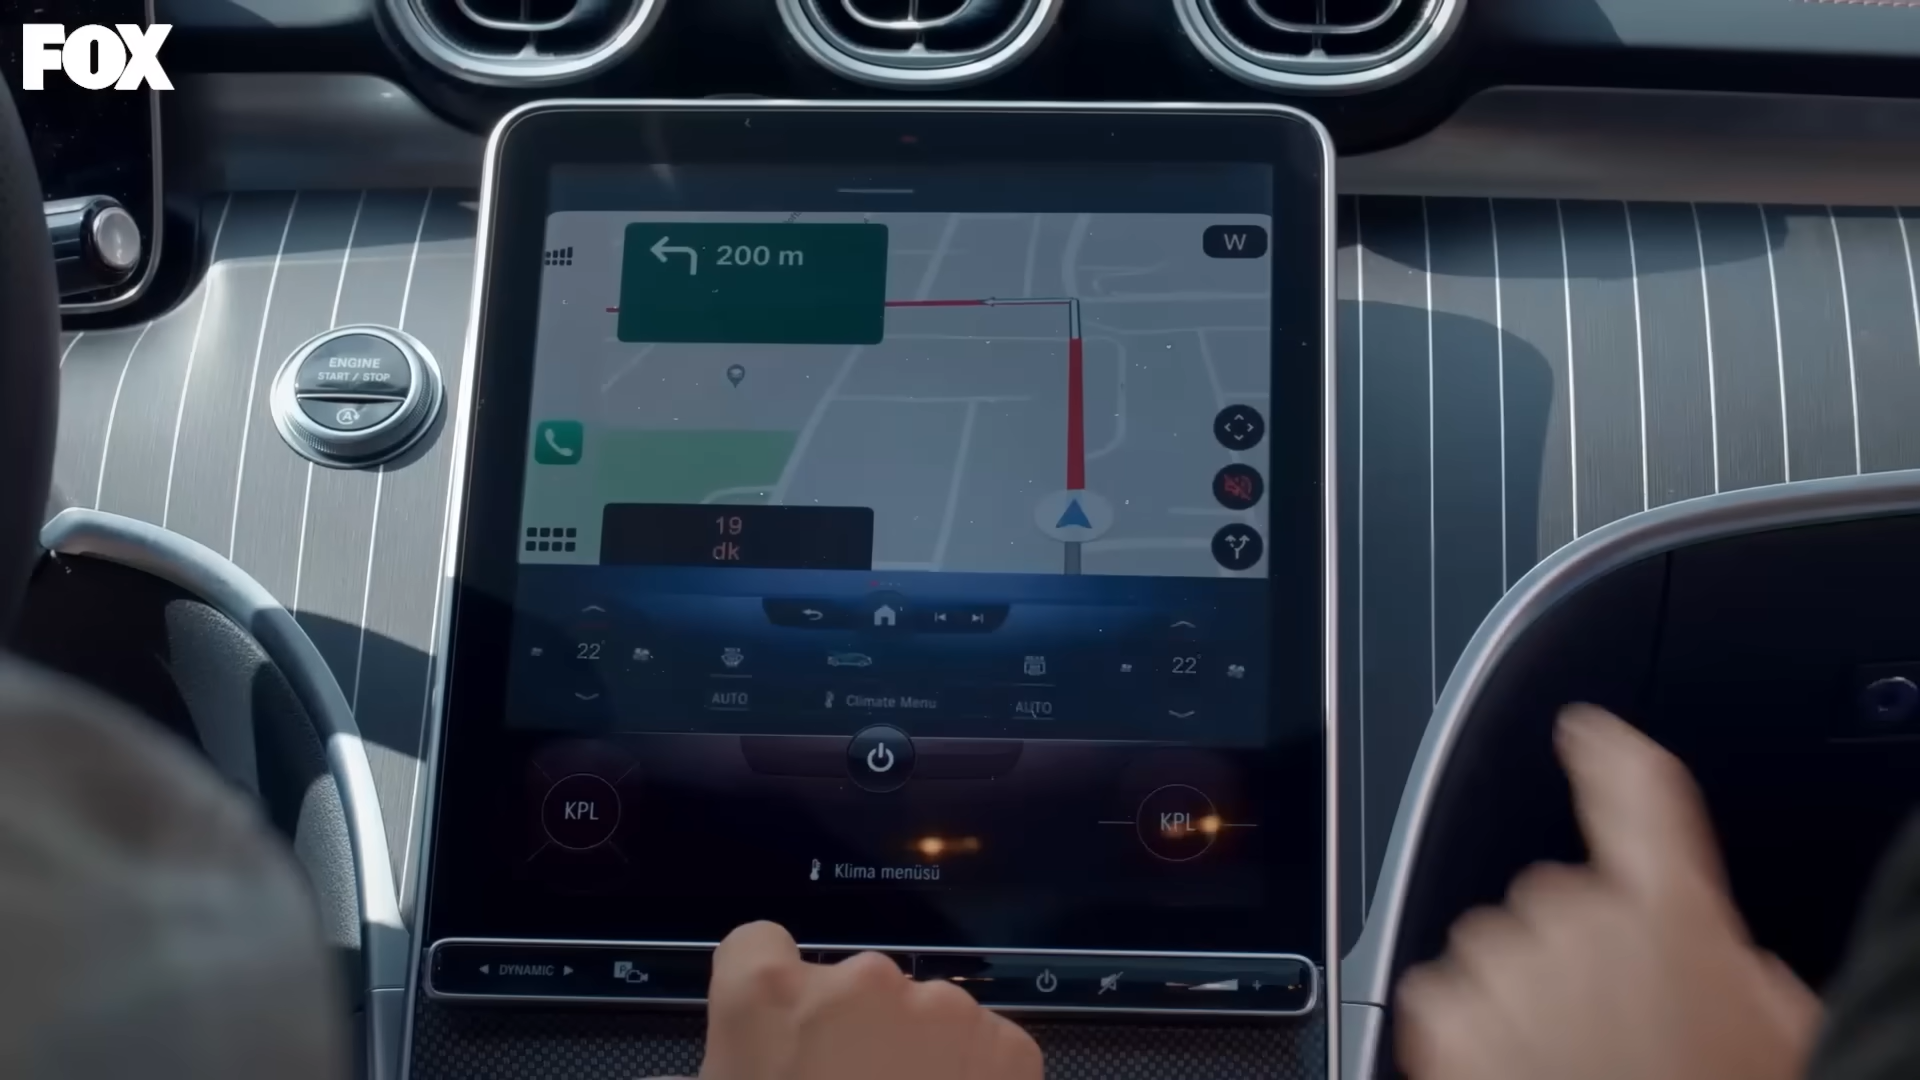 FOX
200 m
W
ENGINE
START / STOP
A
19
dk
22°
22°
AUTO
Climate Menu
AUTO
KPL
KPL
Klima menüsü
DYNAMIC
P